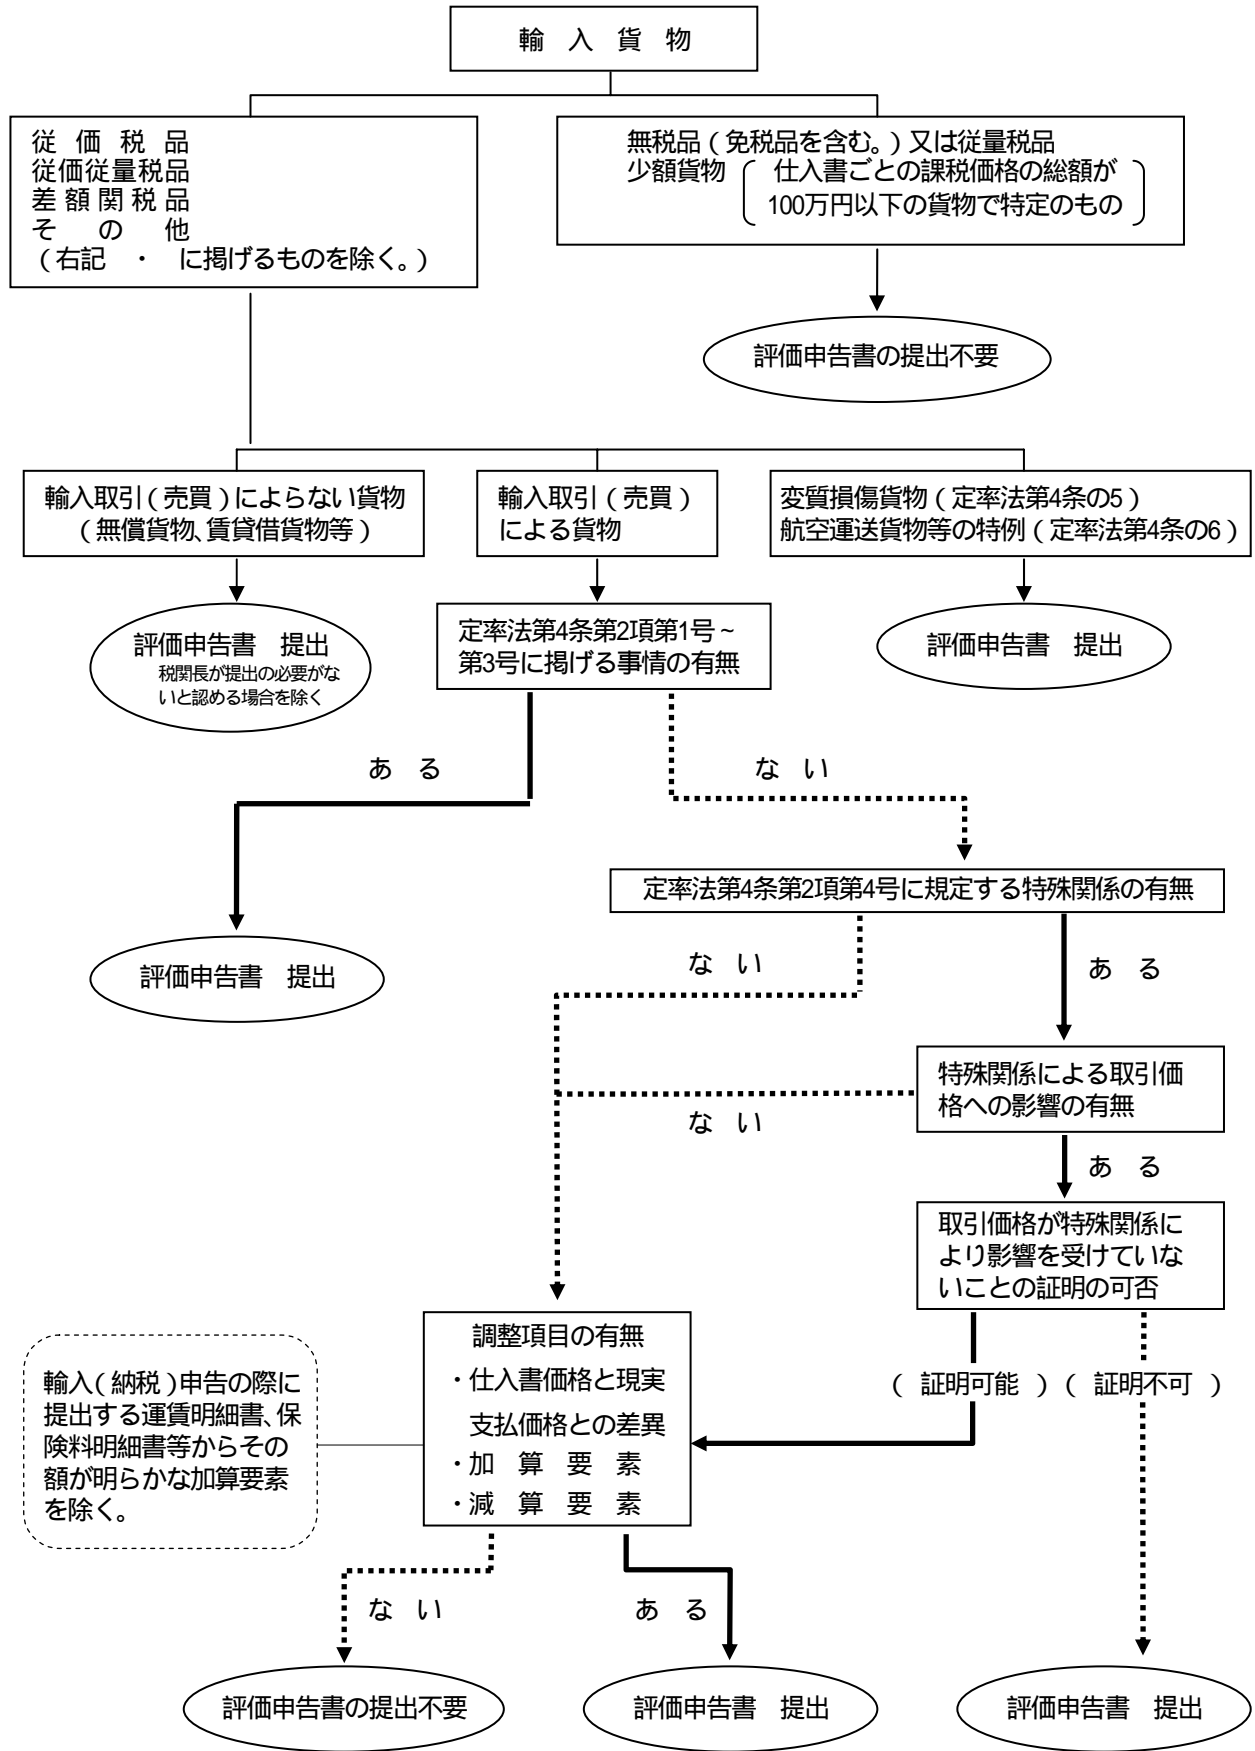 輸 入 貨 物
従 価 税 品
従価従量税品
差 額 関 税 品
そ の 他
(右記 ・ に掲げるものを除く。)
無税品(免税品を含む。)又は従量税品
少額貨物 仕入書ごとの課税価格の総額が
100万円以下の貨物で特定のもの
評価申告書の提出不要
輸入取引(売買)によらない貨物
(無償貨物、賃貸借貨物等)
輸入取引(売買)
による貨物
変質損傷貨物(定率法第4条の5)
航空運送貨物等の特例(定率法第4条の6)
評価申告書 提出
税関長が提出の必要がな
いと認める場合を除く
定率法第4条第2項第1号~
第3号に掲げる事情の有無
評価申告書 提出
あ る
な い
定率法第4条第2項第4号に規定する特殊関係の有無
評価申告書 提出
な い
あ る
特殊関係による取引価
格への影響の有無
な い
あ る
取引価格が特殊関係に
より影響を受けていな
いことの証明の可否
調整項目の有無
・仕入書価格と現実
支払価格との差異
・加 算 要 素
・減 算 要 素
輸入(納税)申告の際に
提出する運賃明細書、保
険料明細書等からその
額が明らかな加算要素
を除く。
( 証明可能 ) ( 証明不可 )
な い
あ る
評価申告書の提出不要
評価申告書 提出
評価申告書 提出